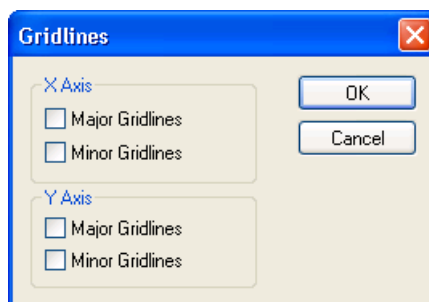 Gridlines
X Axis
Major Gridlines
Minor Gridlines
Y Axis
Major Gridlines
Minor Gridlines
OK
Cancel